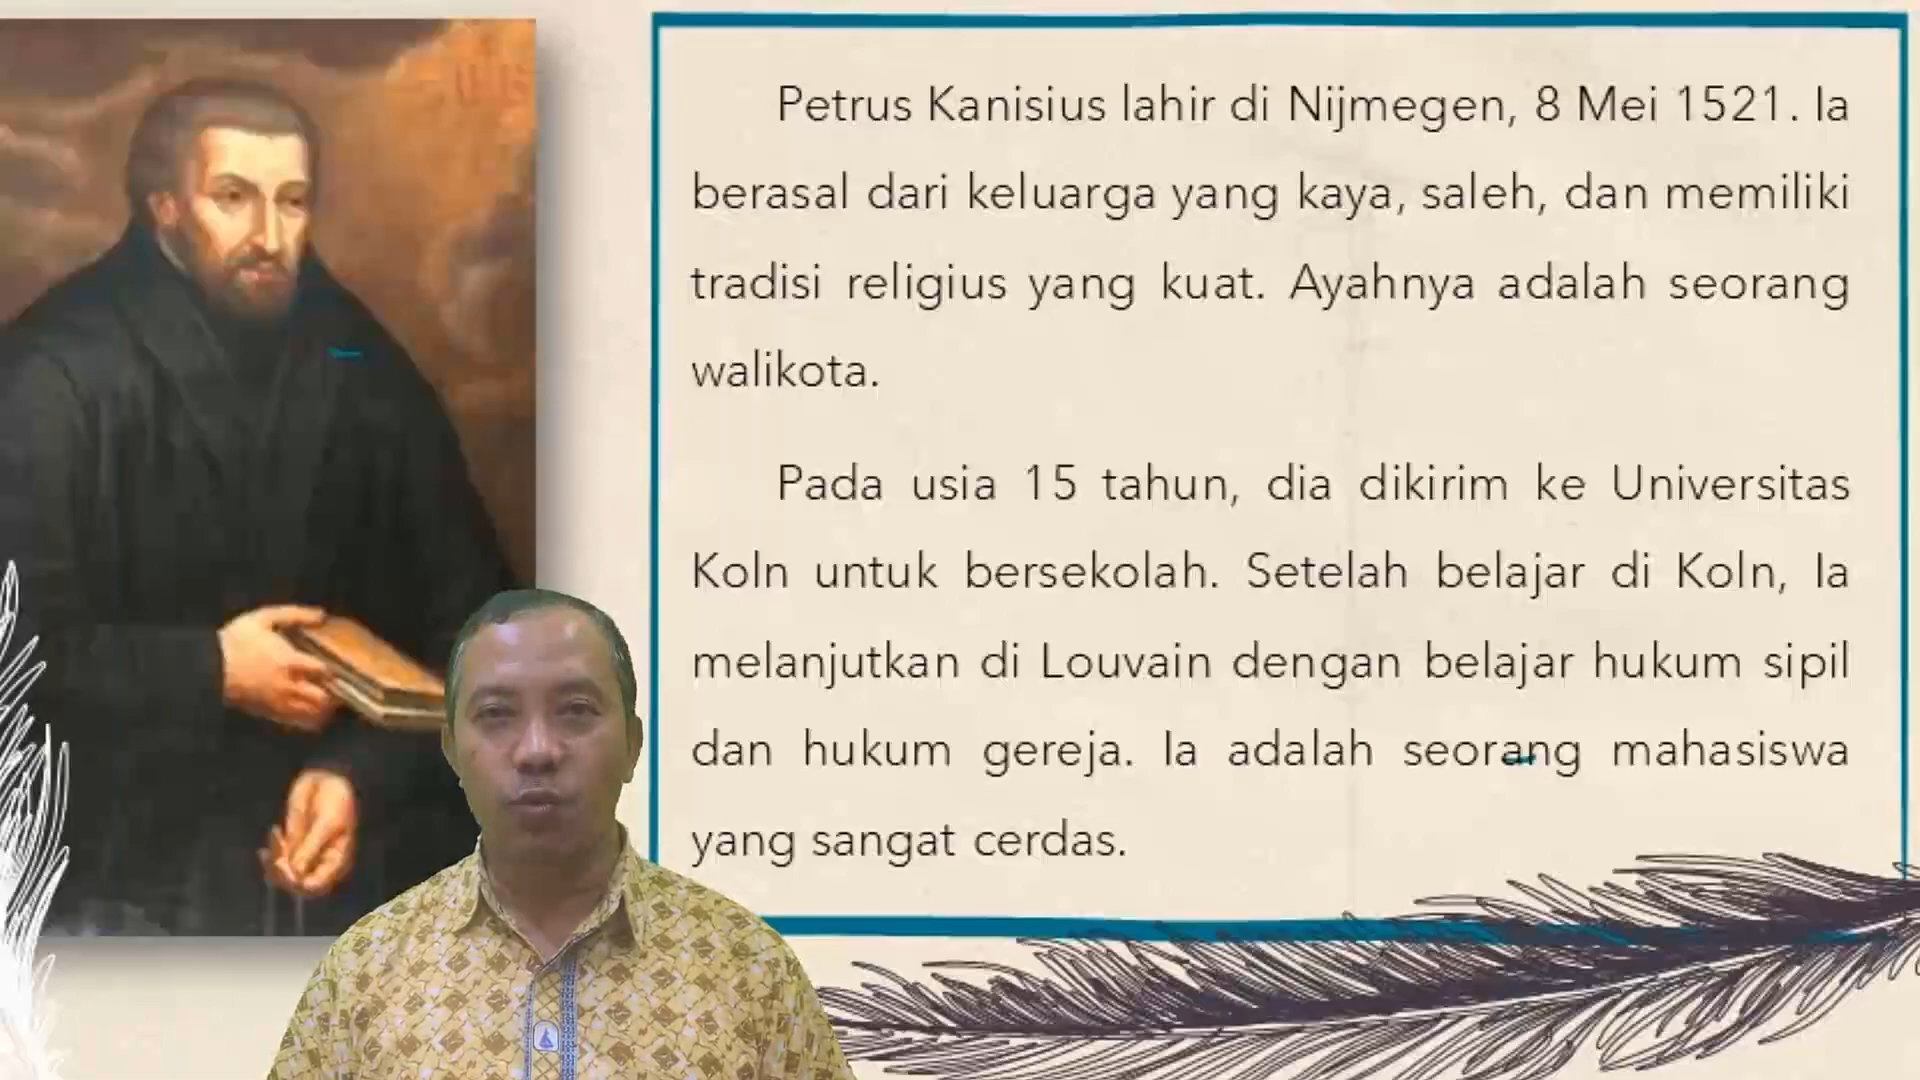 Petrus Kanisius lahir di Nijmegen, 8 Mei 1521. Ia
berasal dari keluarga yang kaya, saleh, dan memiliki
tradisi religius yang kuat. Ayahnya adalah seorang
walikota.
Pada usia 15 tahun, dia dikirim ke Universitas
Koln untuk bersekolah. Setelah belajar di Koln, Ia
melanjutkan di Louvain dengan belajar hukum sipil
dan hukum gereja. Ia adalah seorang mahasiswa
yang sangat cerdas.